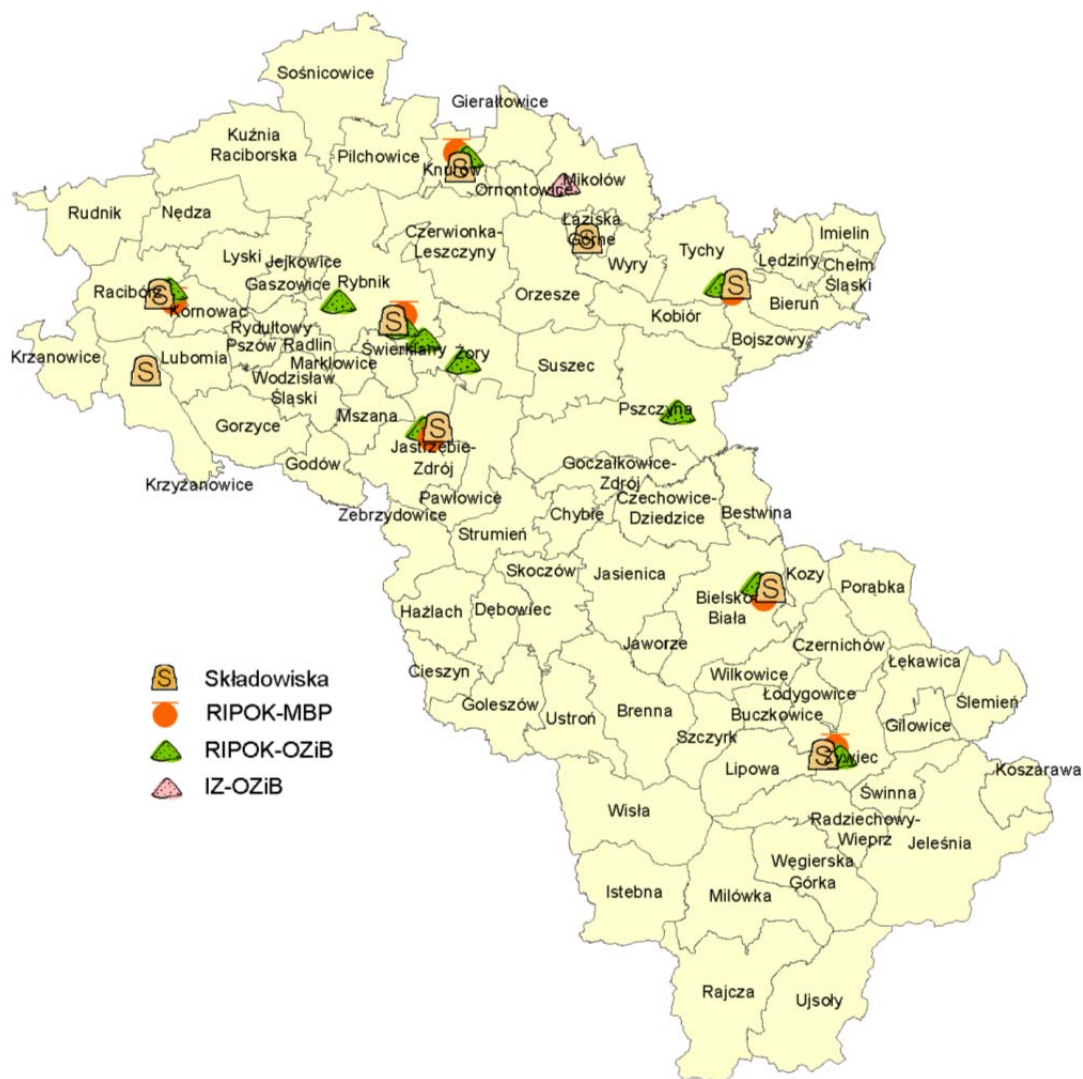 Sośnicowice
Gierałtowice
Kuźnia
Raciborska
Pilchowice
Knurów
Ornontowice
Mikołów
Rudnik
Nędza
Łaziska
Górne
Czerwionka-
Leszczyny
Wyry
Tychy
Imielin
Lędziny
Chełm
Śląski
Lyski
Jejkowice
Gaszowice
Rybnik
Orzesze
Racibórz
Kornowac
Bieruń
Kobiór
Bojszowy
Rydułtowy
Pszów
Radlin
Świerklany
Żory
Krzanowice
Lubomia
Marklowice
Wodzisław
Śląski
Suszec
Mszana
Pszczyna
Gorzyce
Jastrzębie-
Zdrój
Godów
Krzyżanowice
Goczałkowice-
Zdrój
Pawłowice
Zebrzydowice
Chybie
Czechowice-
Dziedzice
Bestwina
Strumień
Skoczów
Jasienica
Kozy
Porąbka
Hażlach
Dębowiec
Bielsko-
Biała
Jaworze
Czernichów
Cieszyn
Wilkowice
Łękawica
Goleszów
Ustroń
Brenna
Łodygowice
Buczkowice
Ślemień
Gilowice
Szczyrk
Lipowa
Żywiec
Koszarawa
Świnna
Wisła
Radziechowy-
Wieprz
Jeleśnia
Węgierska
Górka
Istebna
Milówka
Rajcza
Ujsoły
S
S
S
S
S
S
S
S
S
S Składowiska
RIPOK-MBP
RIPOK-OZiB
IZ-OZiB